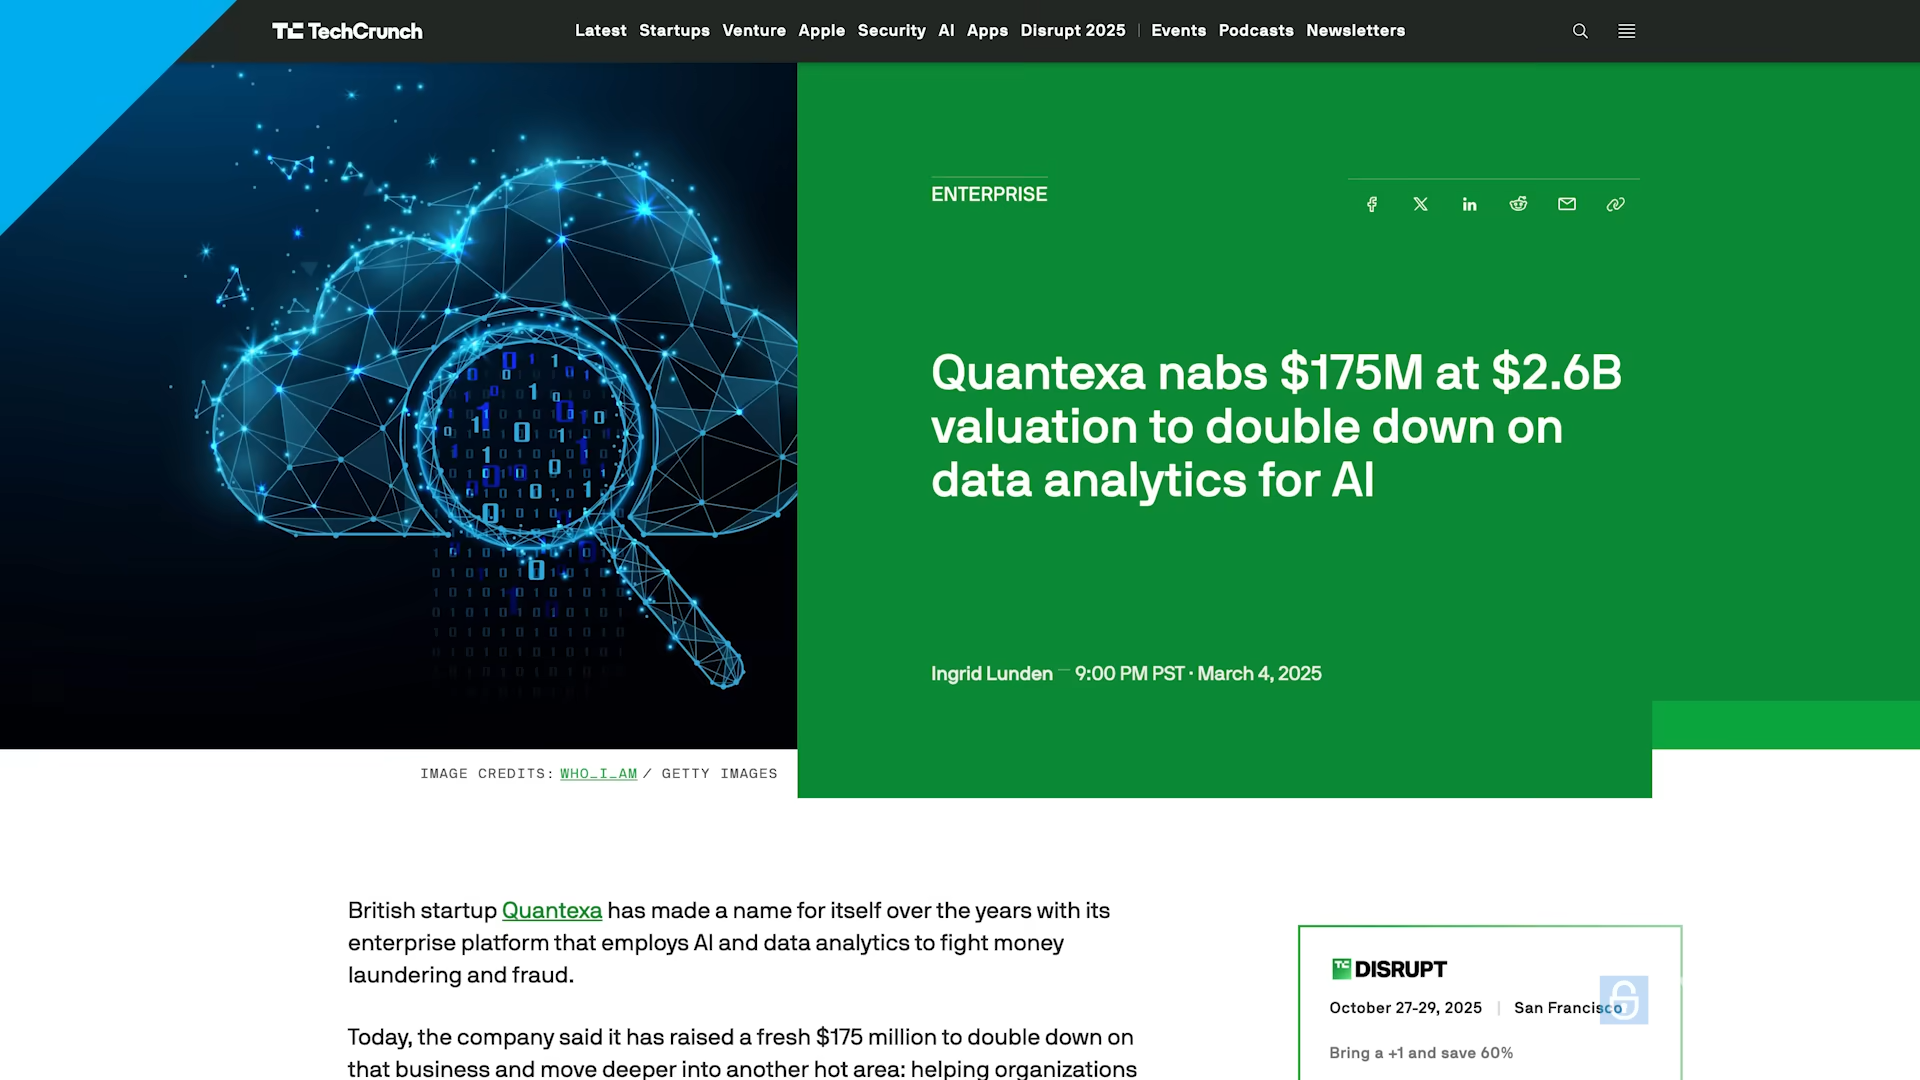 TechCrunch
Latest Startups Venture Apple Security AI Apps Disrupt 2025 | Events Podcasts Newsletters
ENTERPRISE
Quantexa nabs $175M at $2.6B
valuation to double down on
data analytics for AI
Ingrid Lunden — 9:00 PM PST · March 4, 2025
IMAGE CREDITS: WHO_I_AM / GETTY IMAGES
British startup Quantexa has made a name for itself over the years with its
enterprise platform that employs AI and data analytics to fight money
laundering and fraud.
Today, the company said it has raised a fresh $175 million to double down on
that business and move deeper into another hot area: helping organizations
TC DISRUPT
October 27-29, 2025 | San Francisco
Bring a +1 and save 60%